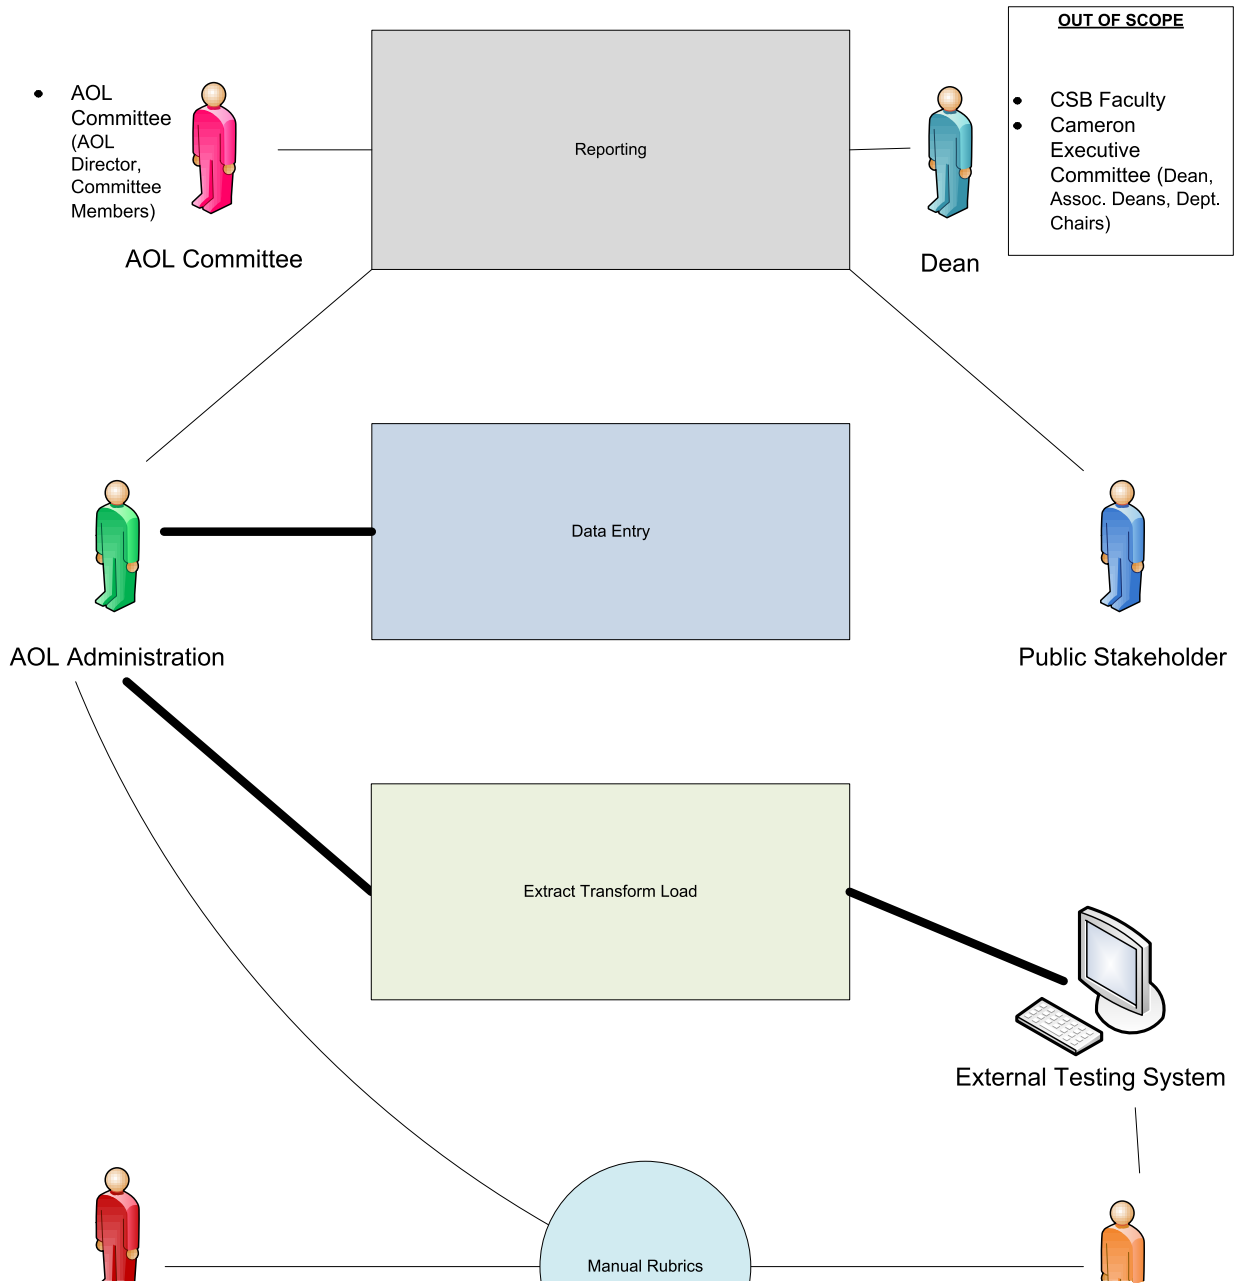 OUT OF SCOPE
• CSB Faculty
• Cameron
Executive
Committee (Dean,
Assoc. Deans, Dept.
Chairs)
• AOL
Committee
(AOL
Director,
Committee
Members)
Reporting
AOL Committee
Dean
Data Entry
AOL Administration
Public Stakeholder
Extract Transform Load
External Testing System
Manual Rubrics